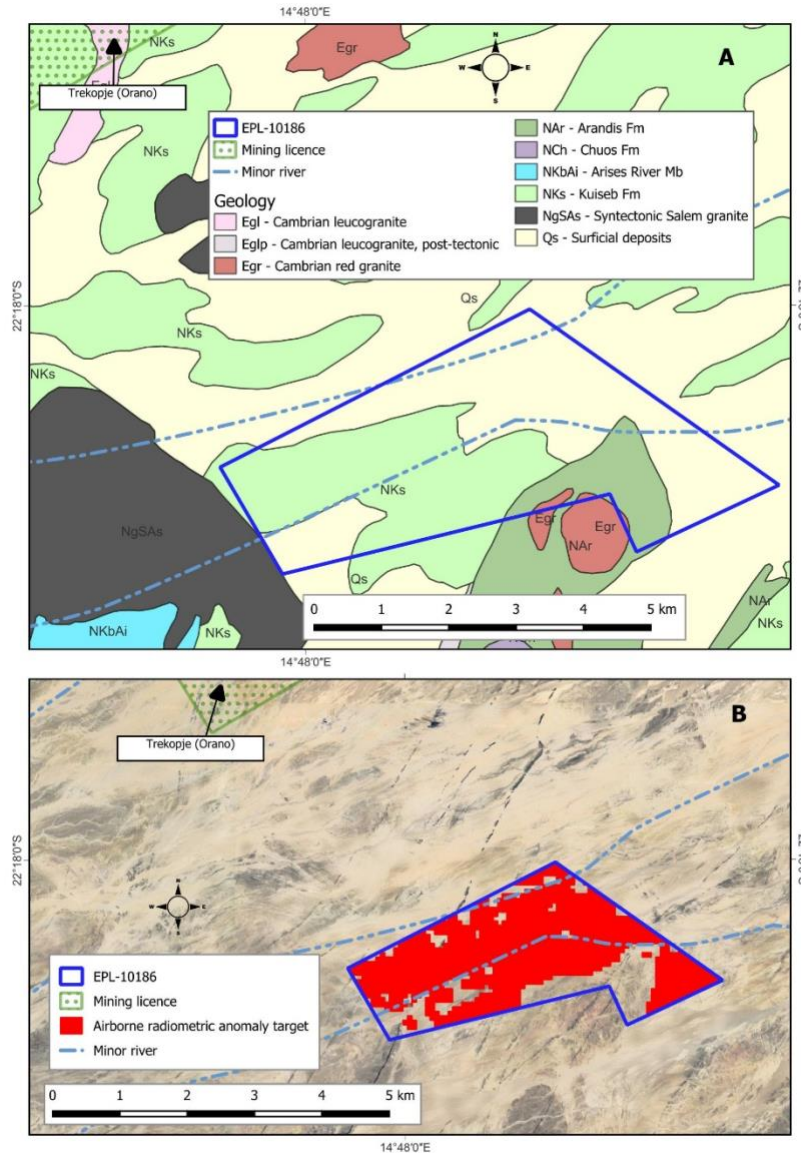 14°48'0"E
A
N
W
E
S
NKs
Egr
Trekopje (Orano)
NKs
EPL-10186
Mining licence
Minor river
Geology
Egl - Cambrian leucogranite
Eglp - Cambrian leucogranite, post-tectonic
Egr - Cambrian red granite
NAr - Arandis Fm
NCh - Chuos Fm
NKbAi - Arises River Mb
NKs - Kuiseb Fm
NgSAs - Syntectonic Salem granite
Qs - Surficial deposits
22°18'0"S
Qs
NKs
NKs
NKs
NgSAs
Egr
Egr
NAr
Qs
NAr
NKs
NKbAi
NKs
0 1 2 3 4 5 km
14°48'0"E
B
Trekopje (Orano)
22°18'0"S
N
W
E
S
EPL-10186
Mining licence
Airborne radiometric anomaly target
Minor river
0 1 2 3 4 5 km
14°48'0"E